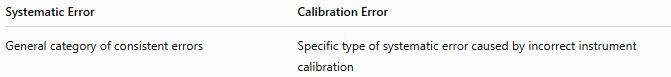 Systematic Error Calibration Error
General category of consistent errors Specific type of systematic error caused by incorrect instrument
calibration